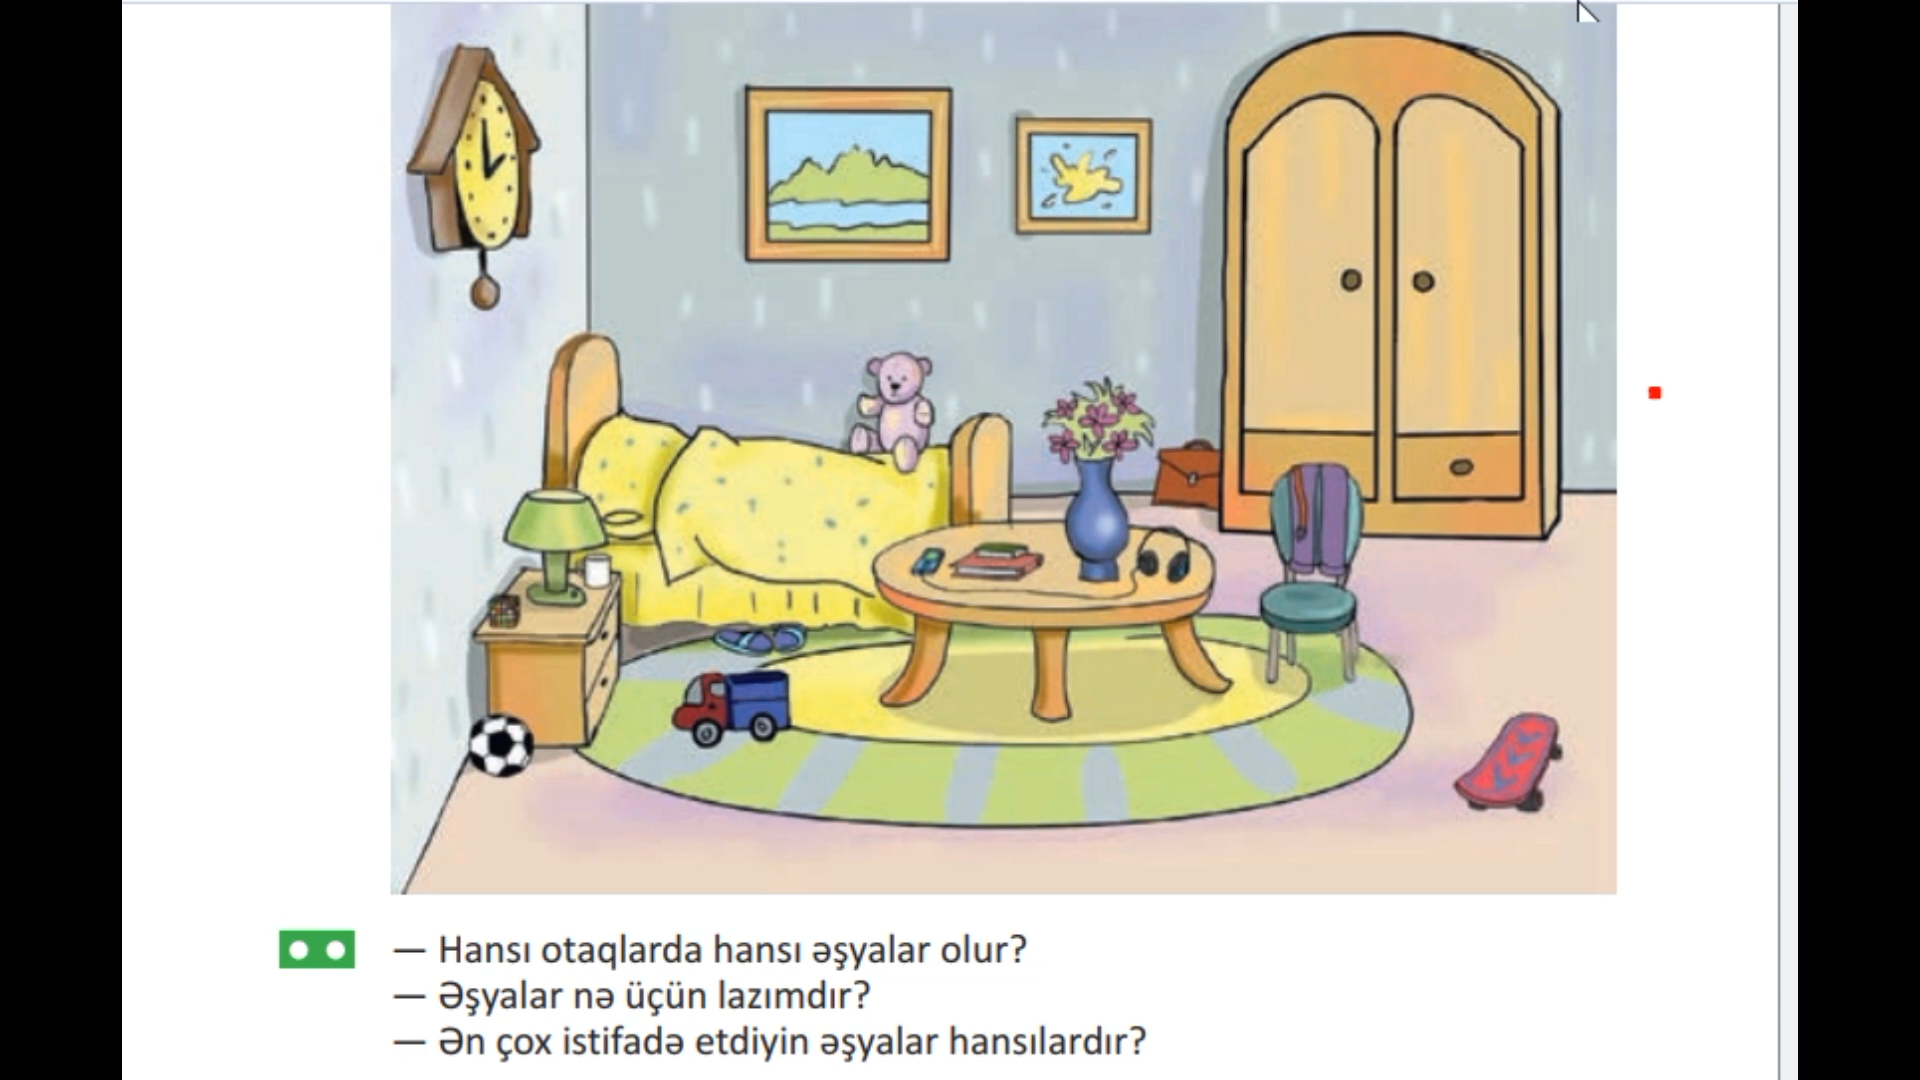 — Hansı otaqlarda hansı əşyalar olur?
— Əşyalar nə üçün lazımdır?
— Ən çox istifadə etdiyin əşyalar hansılardır?